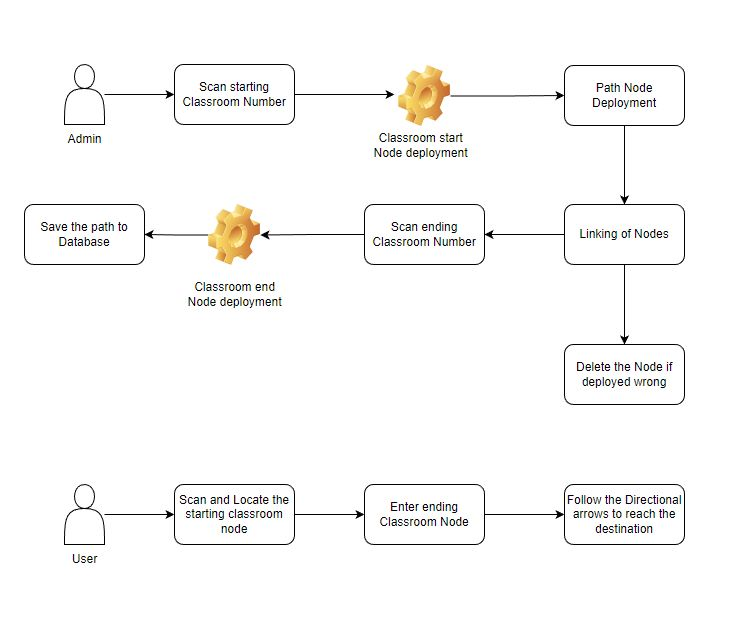 Scan starting
Classroom Number
Path Node
Deployment
Admin
Classroom start
Node deployment
Save the path to
Database
Scan ending
Classroom Number
Linking of Nodes
Classroom end
Node deployment
Delete the Node if
deployed wrong
Scan and Locate the
starting classroom
node
Enter ending
Classroom Node
Follow the Directional
arrows to reach the
destination
User